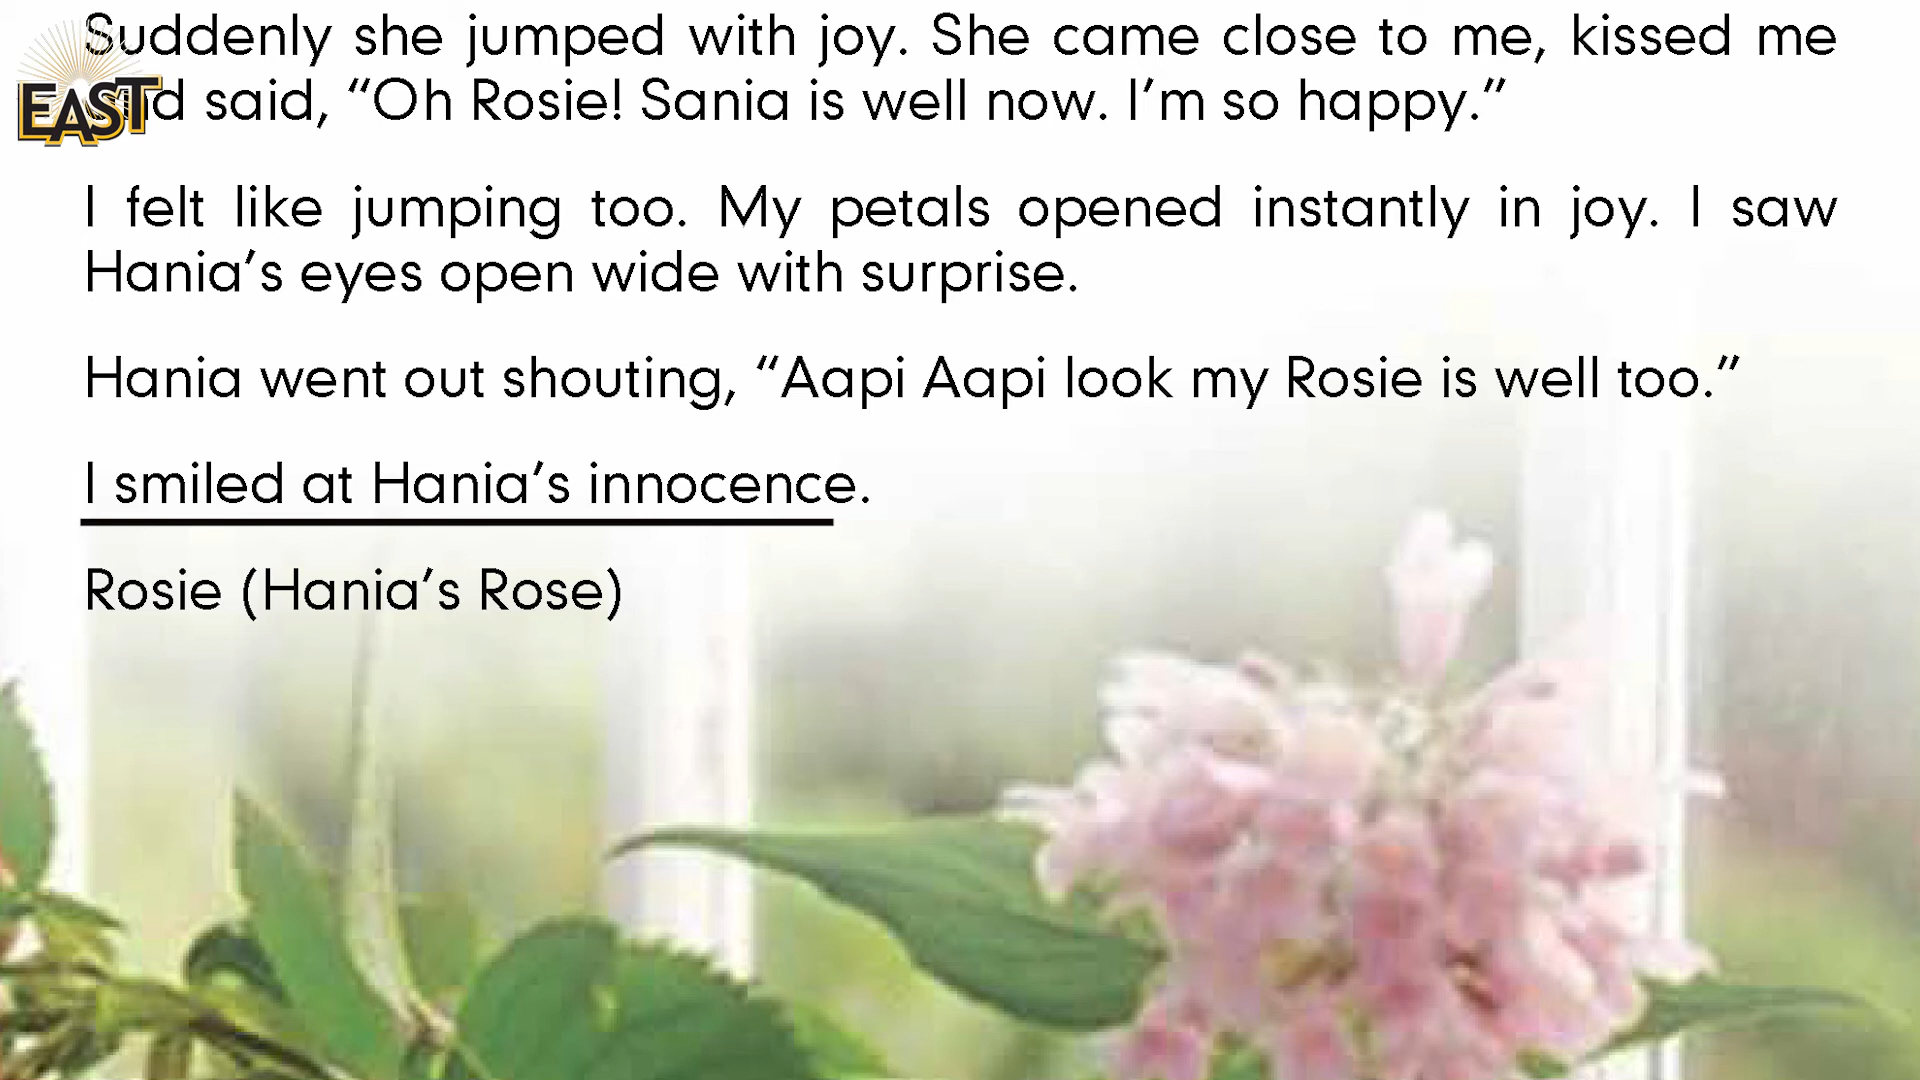 Suddenly she jumped with joy. She came close to me, kissed me
and said, “Oh Rosie! Sania is well now. I’m so happy.”
EAST
I felt like jumping too. My petals opened instantly in joy. I saw
Hania’s eyes open wide with surprise.
Hania went out shouting, “Aapi Aapi look my Rosie is well too.”
I smiled at Hania’s innocence.
Rosie (Hania’s Rose)